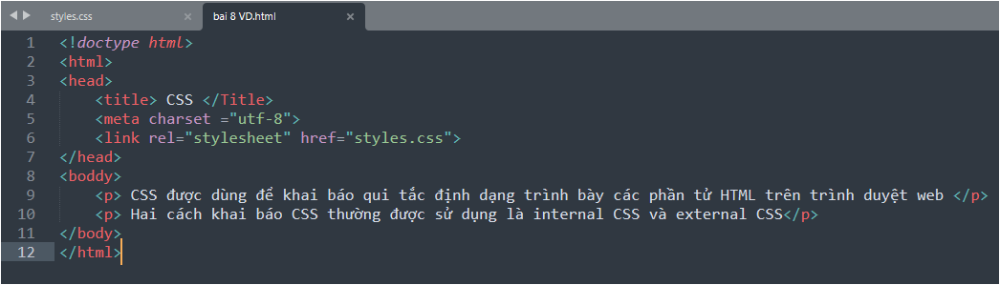 styles.css bai 8 VD.html
1 <!doctype html>
2 <html>
3 <head>
4 <title> CSS </Title>
5 <meta charset ="utf-8">
6 <link rel="stylesheet" href="styles.css">
7 </head>
8 <boddy>
9 <p> CSS được dùng để khai báo qui tắc định dạng trình bày các phần tử HTML trên trình duyệt web </p>
10 <p> Hai cách khai báo CSS thường được sử dụng là internal CSS và external CSS</p>
11 </body>
12 </html>